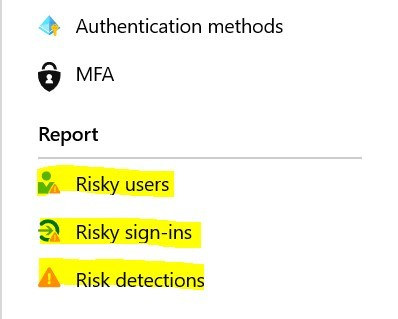 Authentication methods
MFA
Report
Risky users
Risky sign-ins
Risk detections